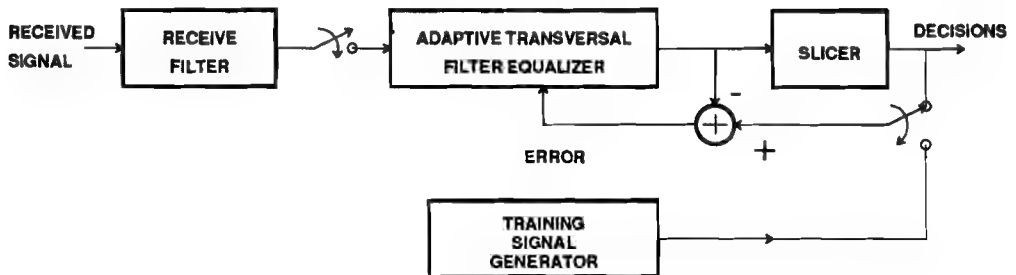 RECEIVED
SIGNAL
RECEIVE
FILTER
ADAPTIVE TRANSVERSAL
FILTER EQUALIZER
SLICER
DECISIONS
-
+
+
ERROR
TRAINING
SIGNAL
GENERATOR